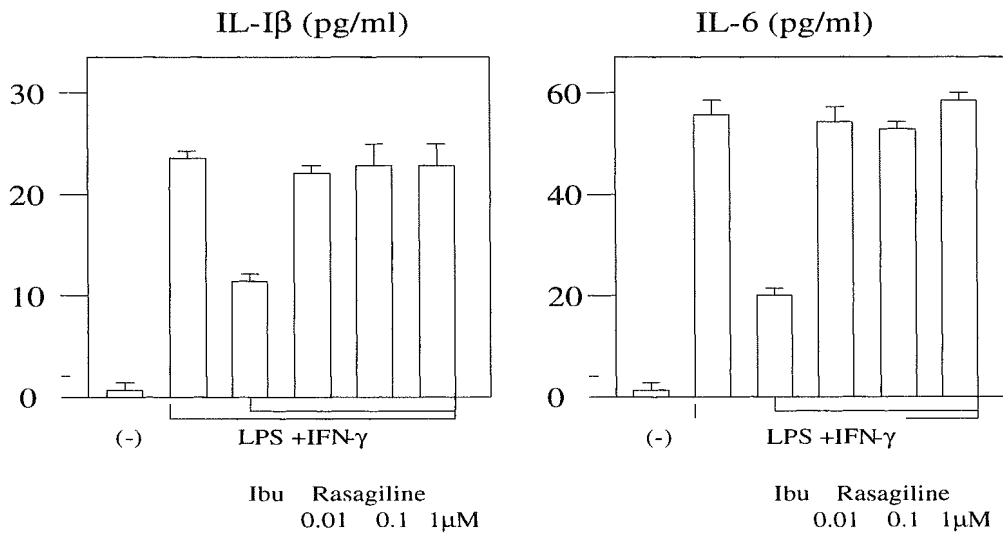 IL-Iβ (pg/ml)
30
20
10
0
(-)
LPS +IFN-γ
Ibu Rasagiline
0.01 0.1 1μM
IL-6 (pg/ml)
60
40
20
0
(-)
LPS +IFN-γ
Ibu Rasagiline
0.01 0.1 1μM